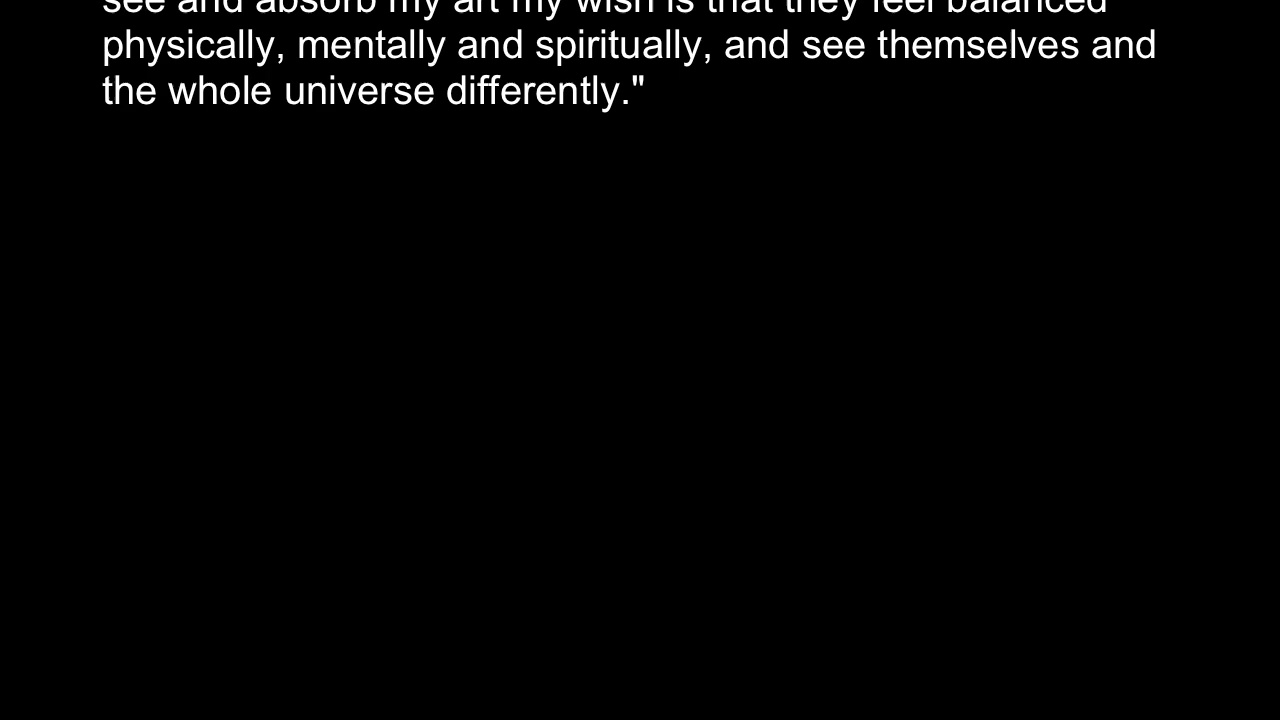 see and absorb my art my wish is that they feel balanced
physically, mentally and spiritually, and see themselves and
the whole universe differently."